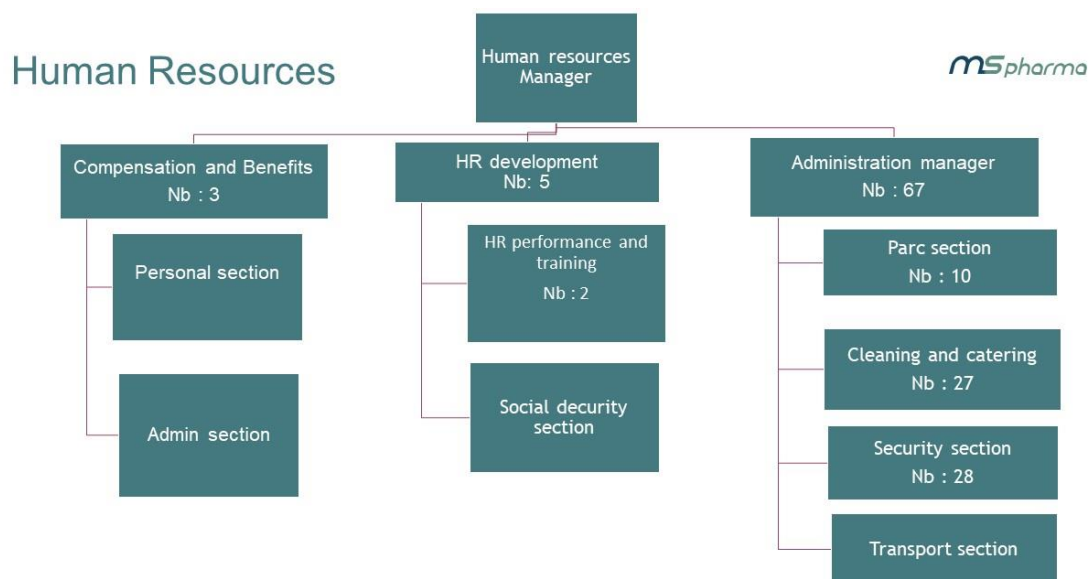 Human Resources
Human resources
Manager
mspharma
Compensation and Benefits
Nb : 3
HR development
Nb: 5
Administration manager
Nb : 67
Personal section
Admin section
HR performance and
training
Nb : 2
Social decurity
section
Parc section
Nb : 10
Cleaning and catering
Nb : 27
Security section
Nb : 28
Transport section